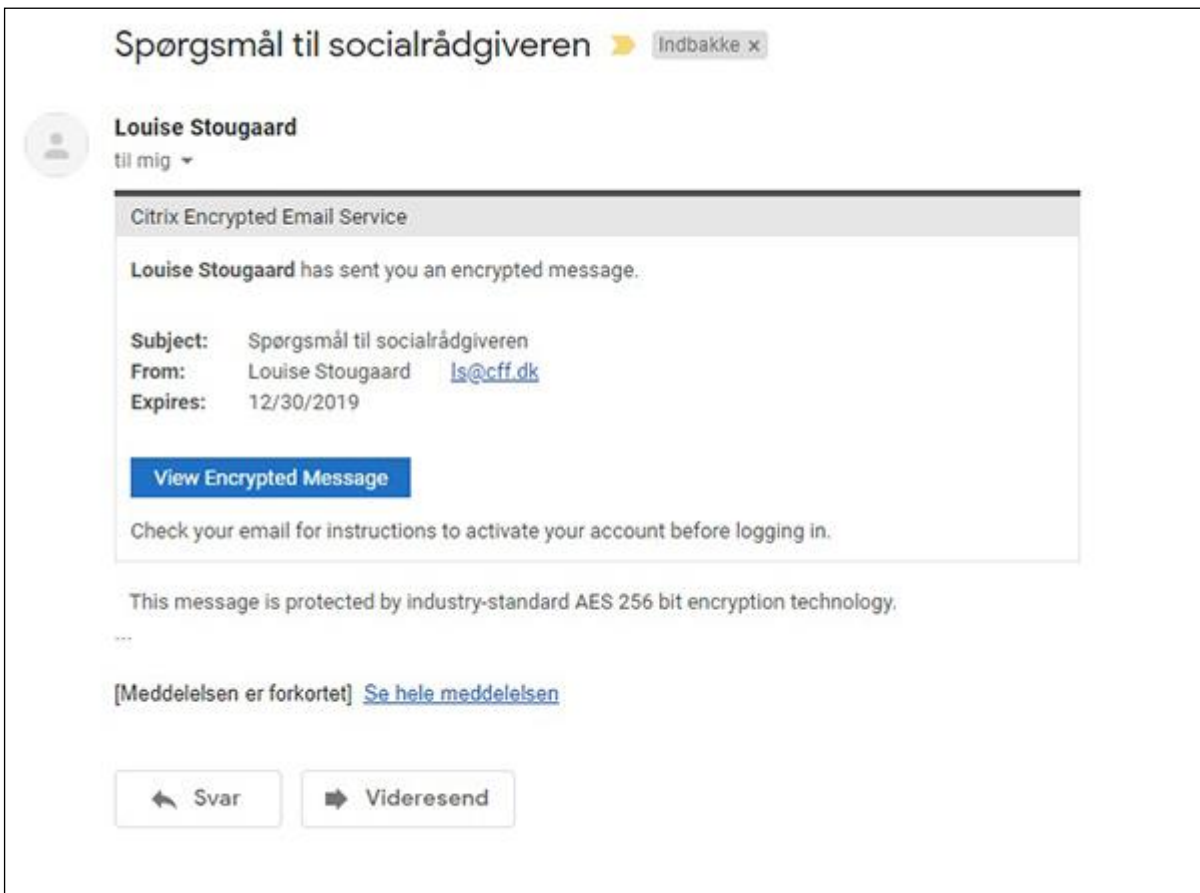 Spørgsmål til socialrådgiveren Indbakke x
Louise Stougaard
til mig
Citrix Encrypted Email Service
Louise Stougaard has sent you an encrypted message.
Subject: Spørgsmål til socialrådgiveren
From: Louise Stougaard ls@cff.dk
Expires: 12/30/2019
View Encrypted Message
Check your email for instructions to activate your account before logging in.
This message is protected by industry-standard AES 256 bit encryption technology.
...
[Meddelelsen er forkortet] Se hele meddelelsen
Svar Videresend